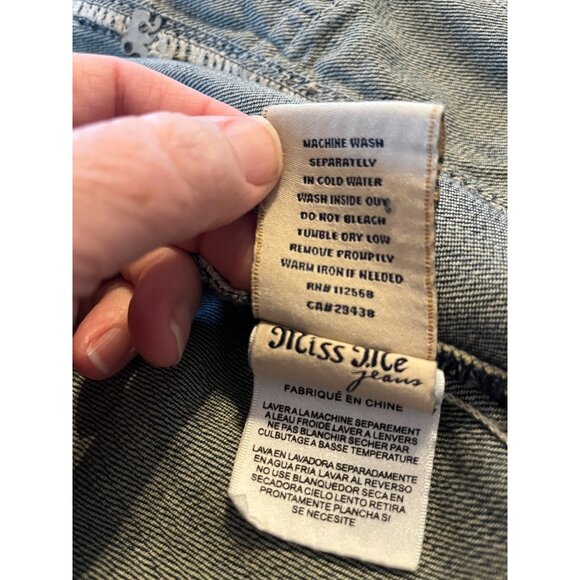 MACHINE WASH
SEPARATELY
IN COLD WATER
WASH INSIDE OUT
DO NOT BLEACH
TUMBLE DRY LOW
REMOVE PROMPTLY
WARM IRON IF NEEDED
RN# 112568
CA# 29438
Miss Me
jeans
FABRIQUÉ EN CHINE
LAVER A LA MACHINE SEPAREMENT
A LEAU FROIDE LAVER A LENVERS
NE PAS BLANCHIR SECHER PAR
CULBUTAGE A BASSE TEMPERATURE
LAVA EN LAVADORA SEPARADAMENTE
EN AGUA FRIA LAVAR AL REVERSO
NO USE BLANQUEDOR SECA EN
SECADORA CIELO LENTO RETIRA
PRONTAMENTE PLANCHA SI
SE NECESITE